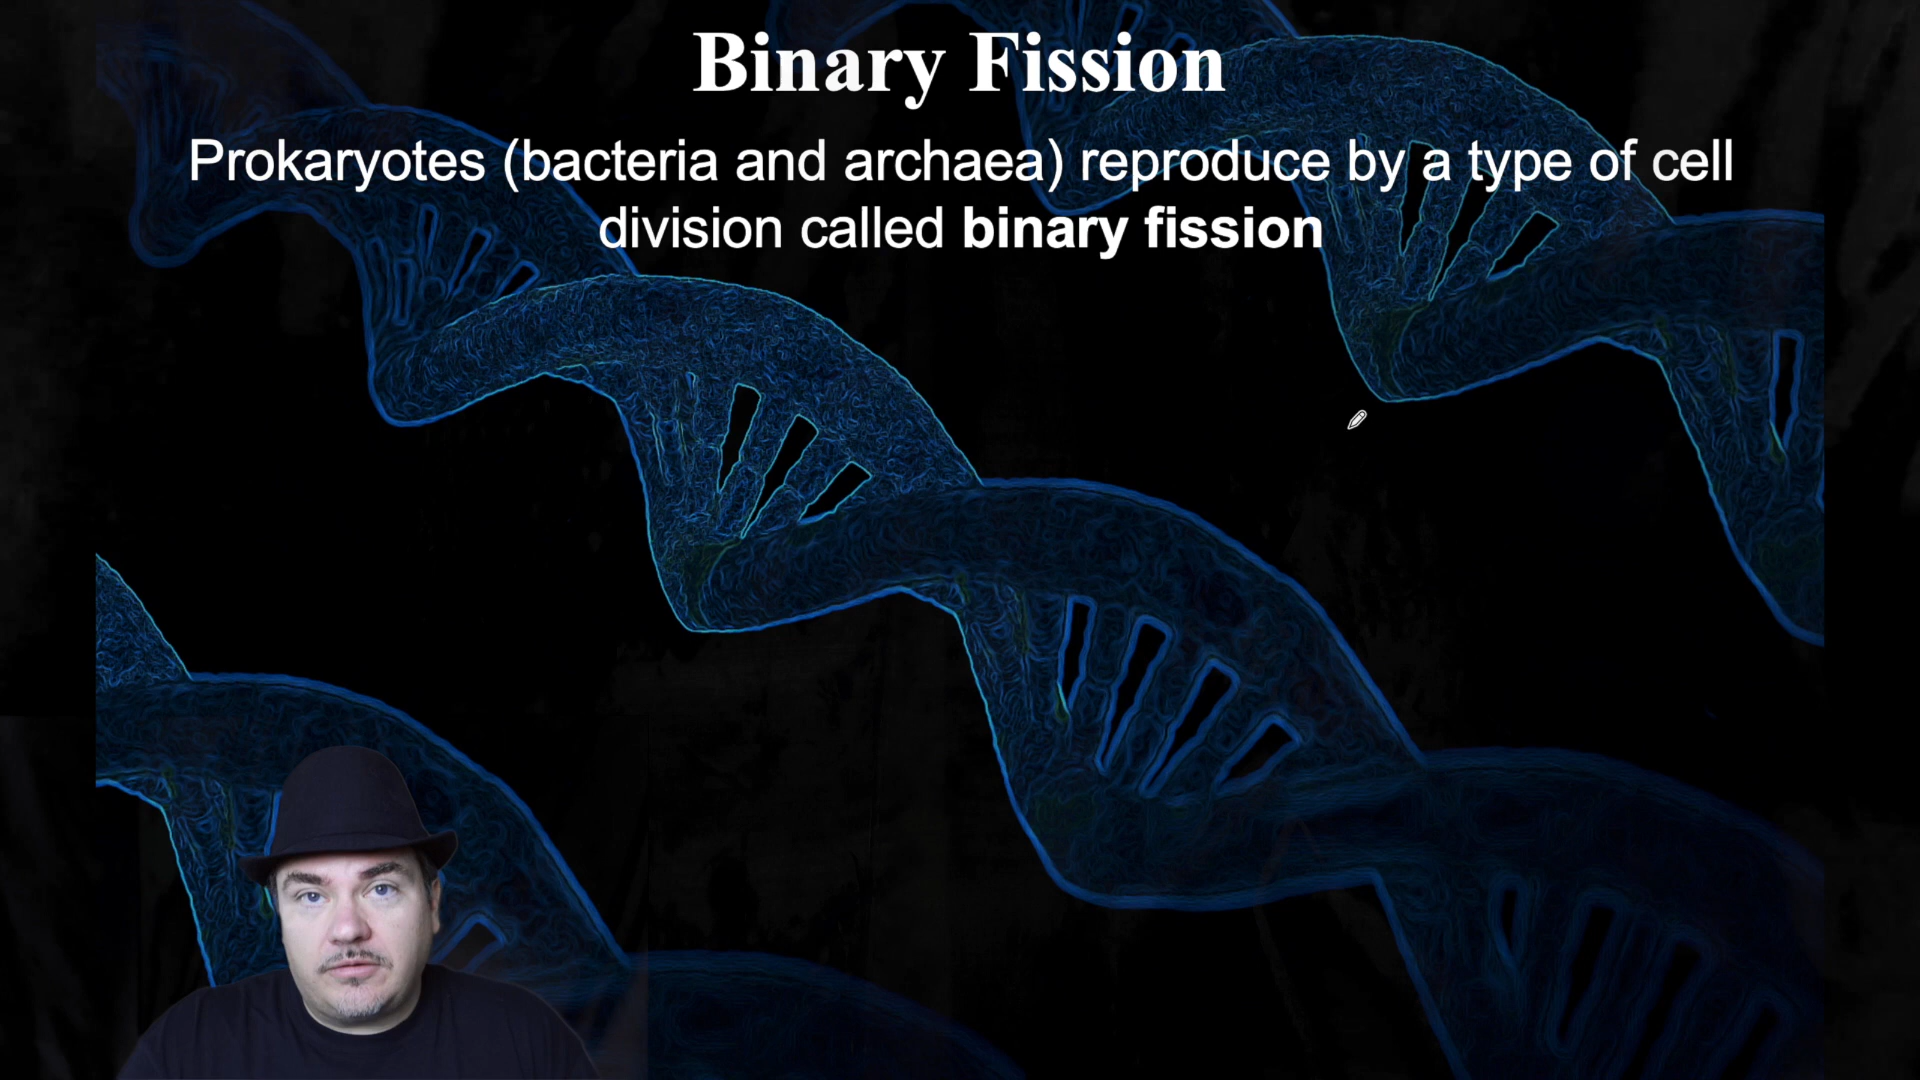 Binary Fission
Prokaryotes (bacteria and archaea) reproduce by a type of cell
division called binary fission